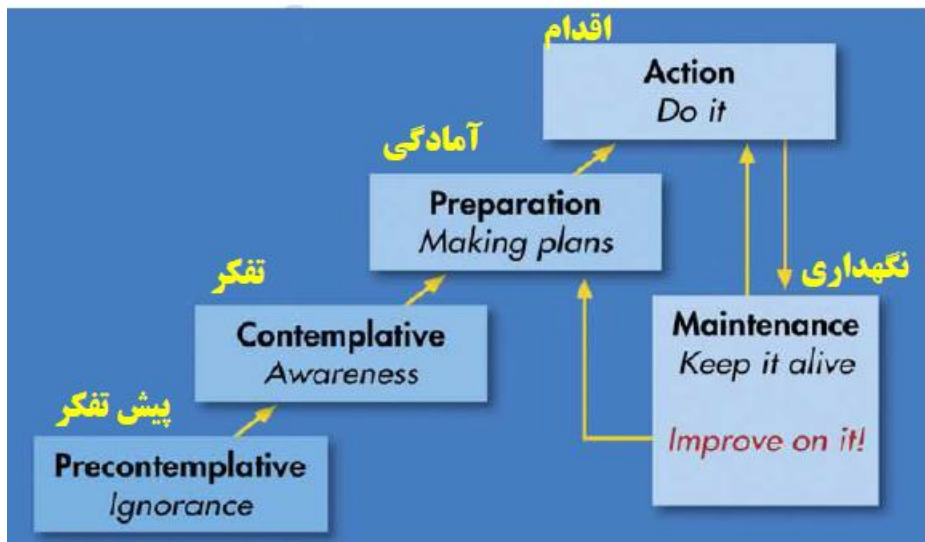 اقدام
Action
Do it
آمادگی
Preparation
Making plans
نگهداری
Maintenance
Keep it alive
Improve on it!
تفکر
Contemplative
Awareness
پیش تفکر
Precontemplative
Ignorance